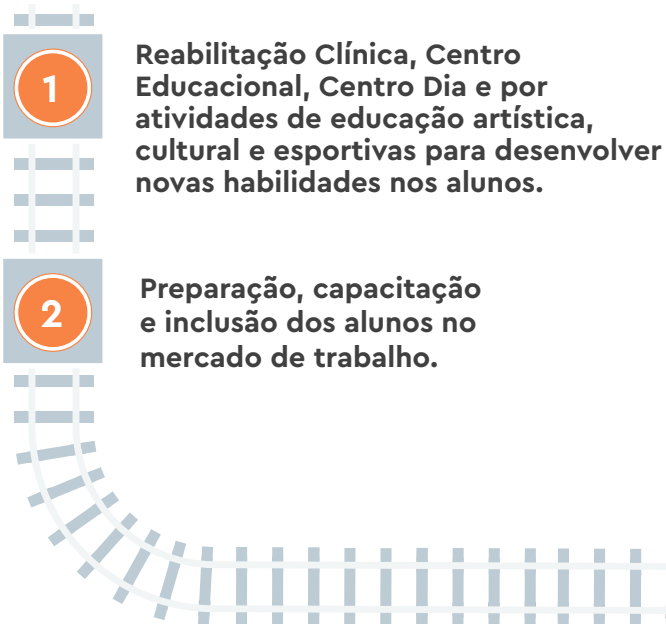 1
Reabilitação Clínica, Centro
Educacional, Centro Dia e por
atividades de educação artística,
cultural e esportivas para desenvolver
novas habilidades nos alunos.
2
Preparação, capacitação
e inclusão dos alunos no
mercado de trabalho.